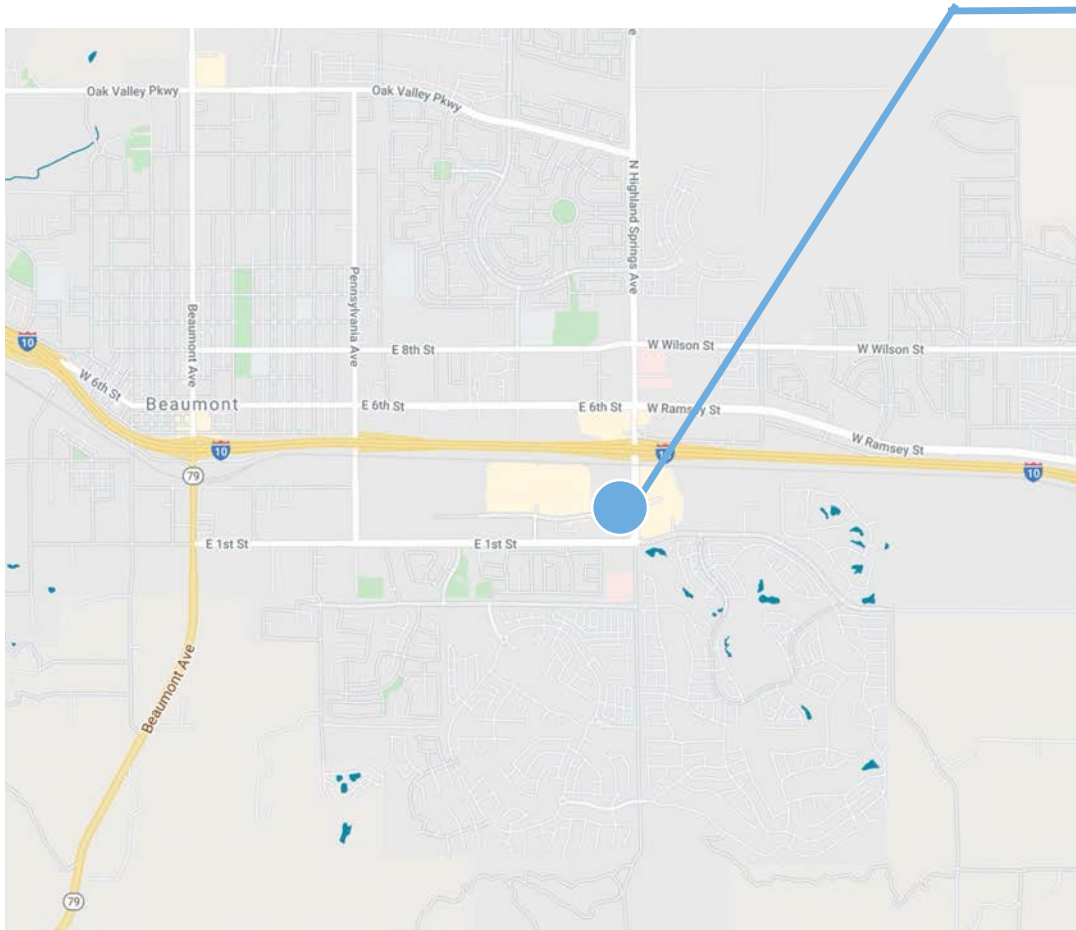 e
Oak Valley Pkwy
Oak Valley Pkwy
N Highland Springs Ave
Pennsylvania Ave
Beaumont Ave
10
E 8th St
W Wilson St
W Wilson St
W 6th St
Beaumont
E 6th St
E 6th St
W Ramsey St
W Ramsey St
10
10
79
E 1st St
E 1st St
Beaumont Ave
79